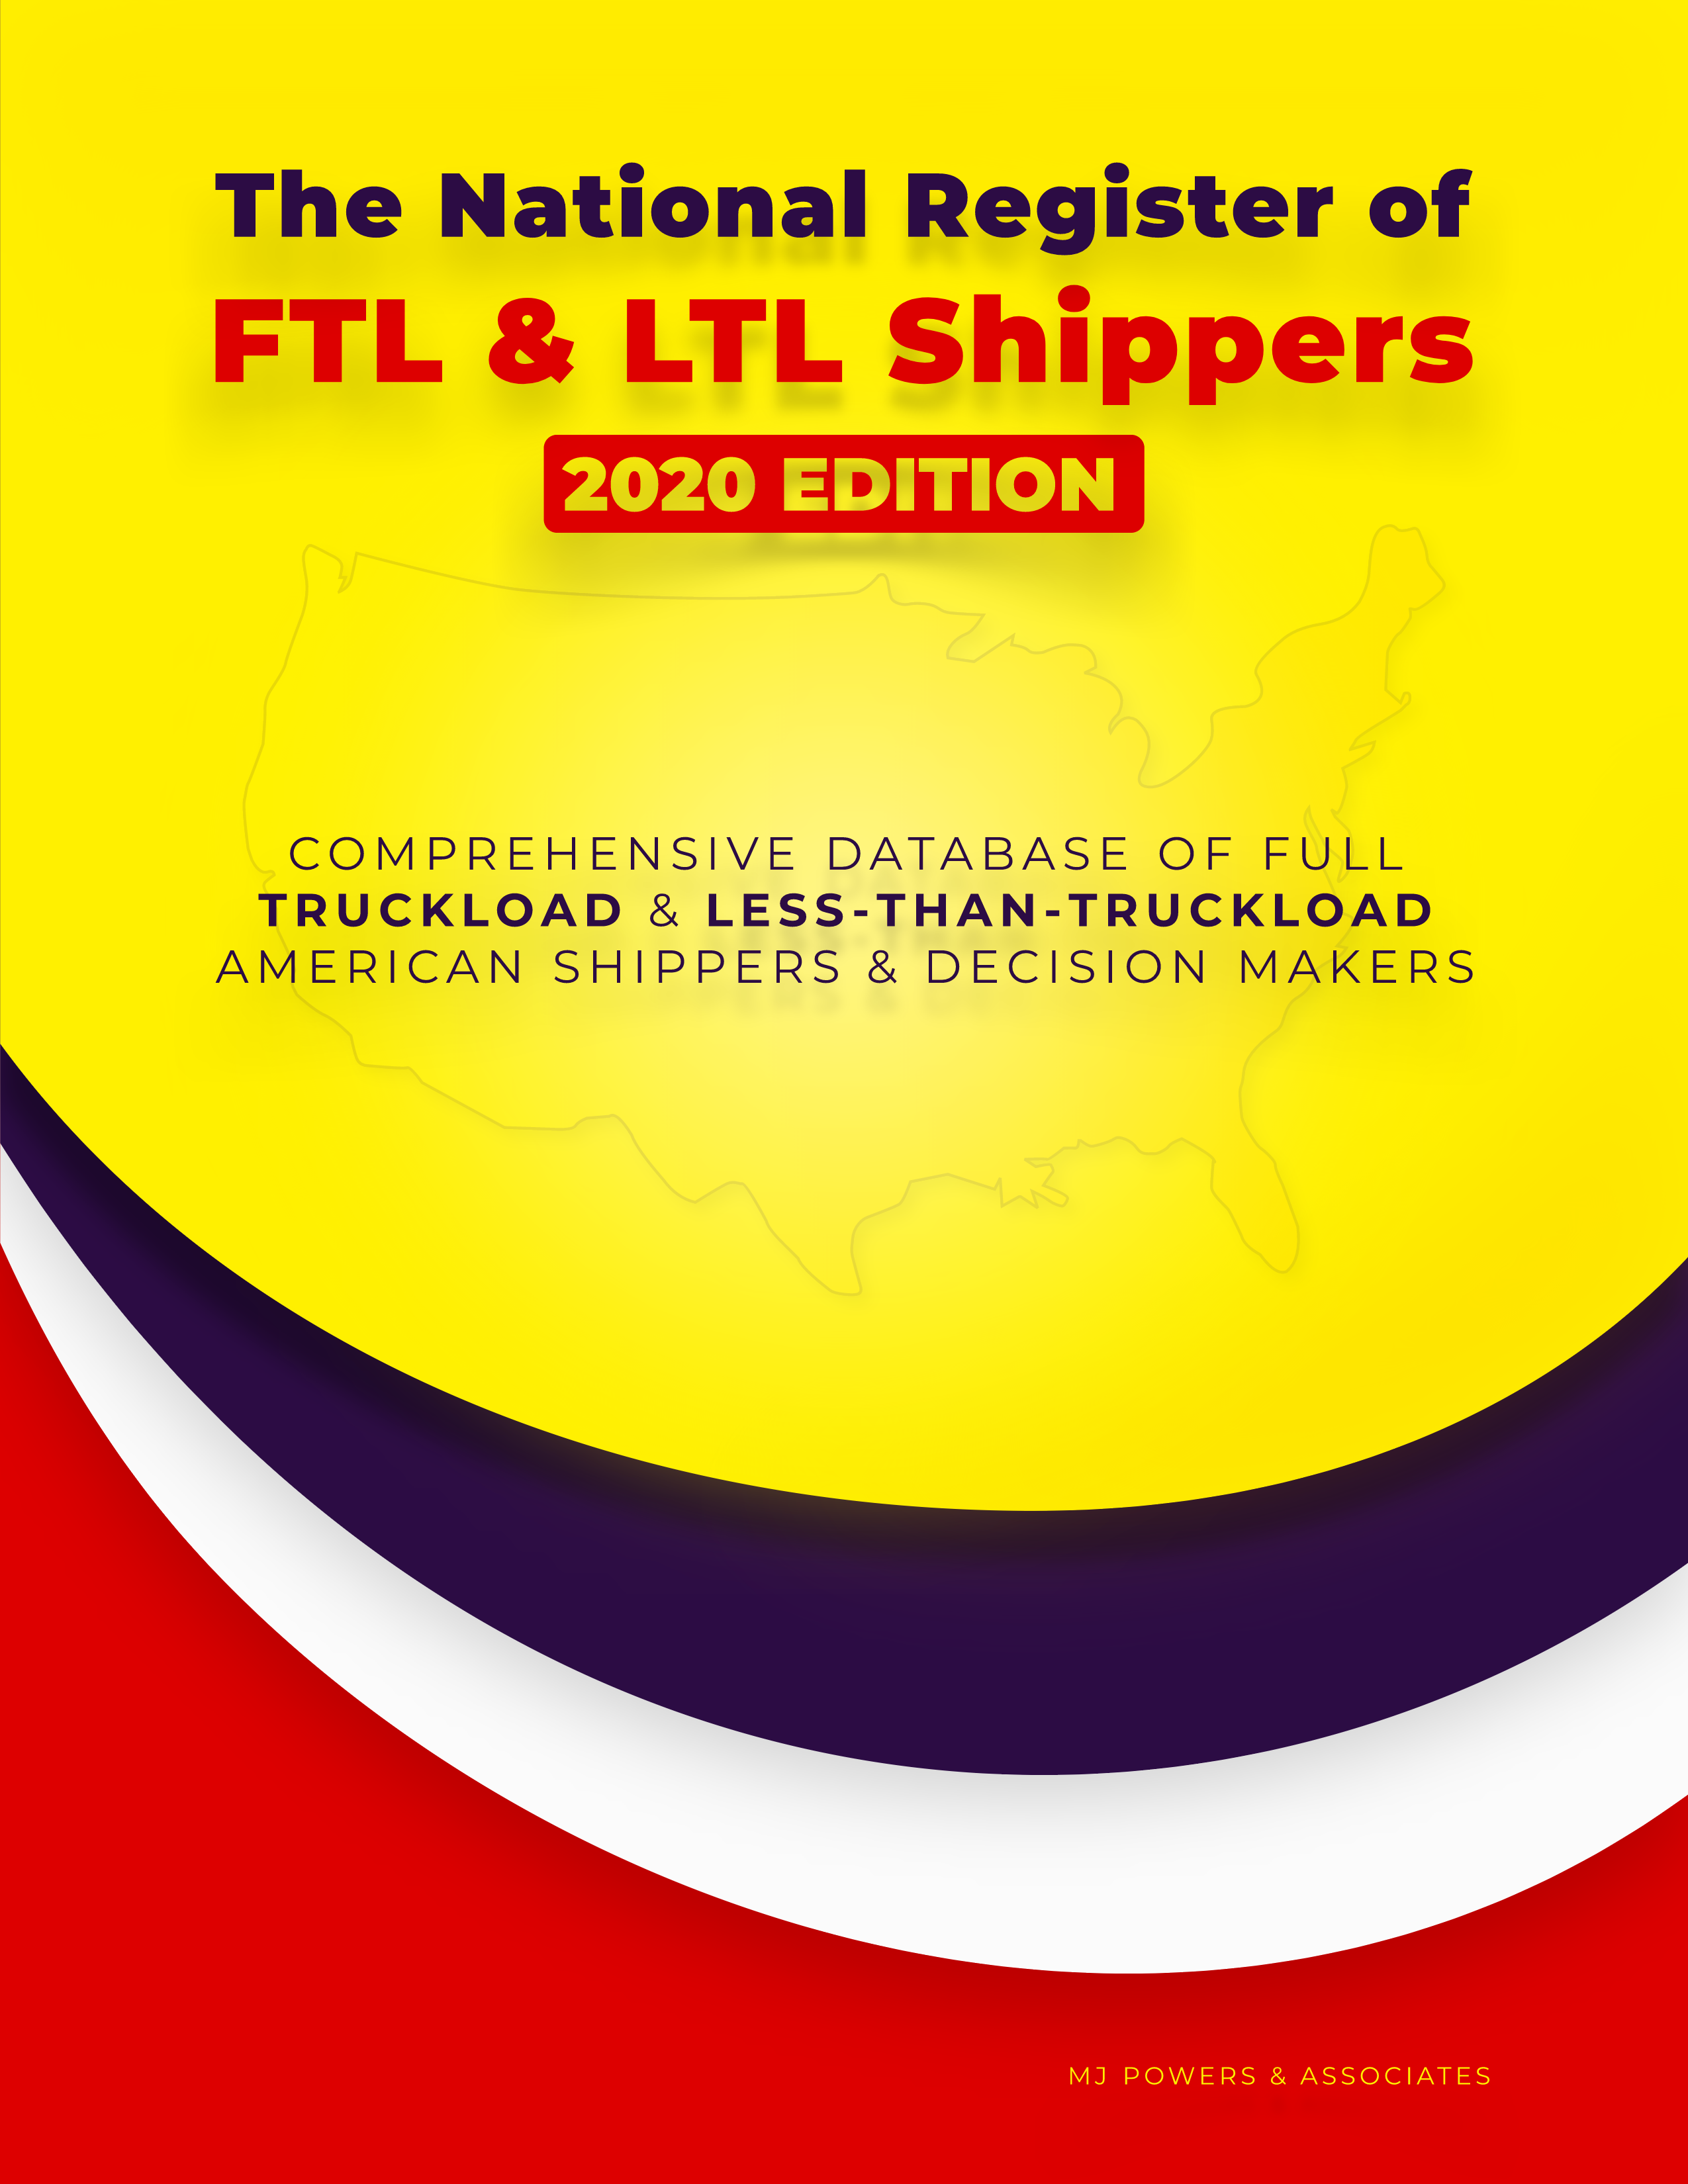 The National Register of
FTL & LTL Shippers
2020 EDITION
COMPREHENSIVE DATABASE OF FULL
TRUCKLOAD & LESS-THAN-TRUCKLOAD
AMERICAN SHIPPERS & DECISION MAKERS
MJ POWERS & ASSOCIATES